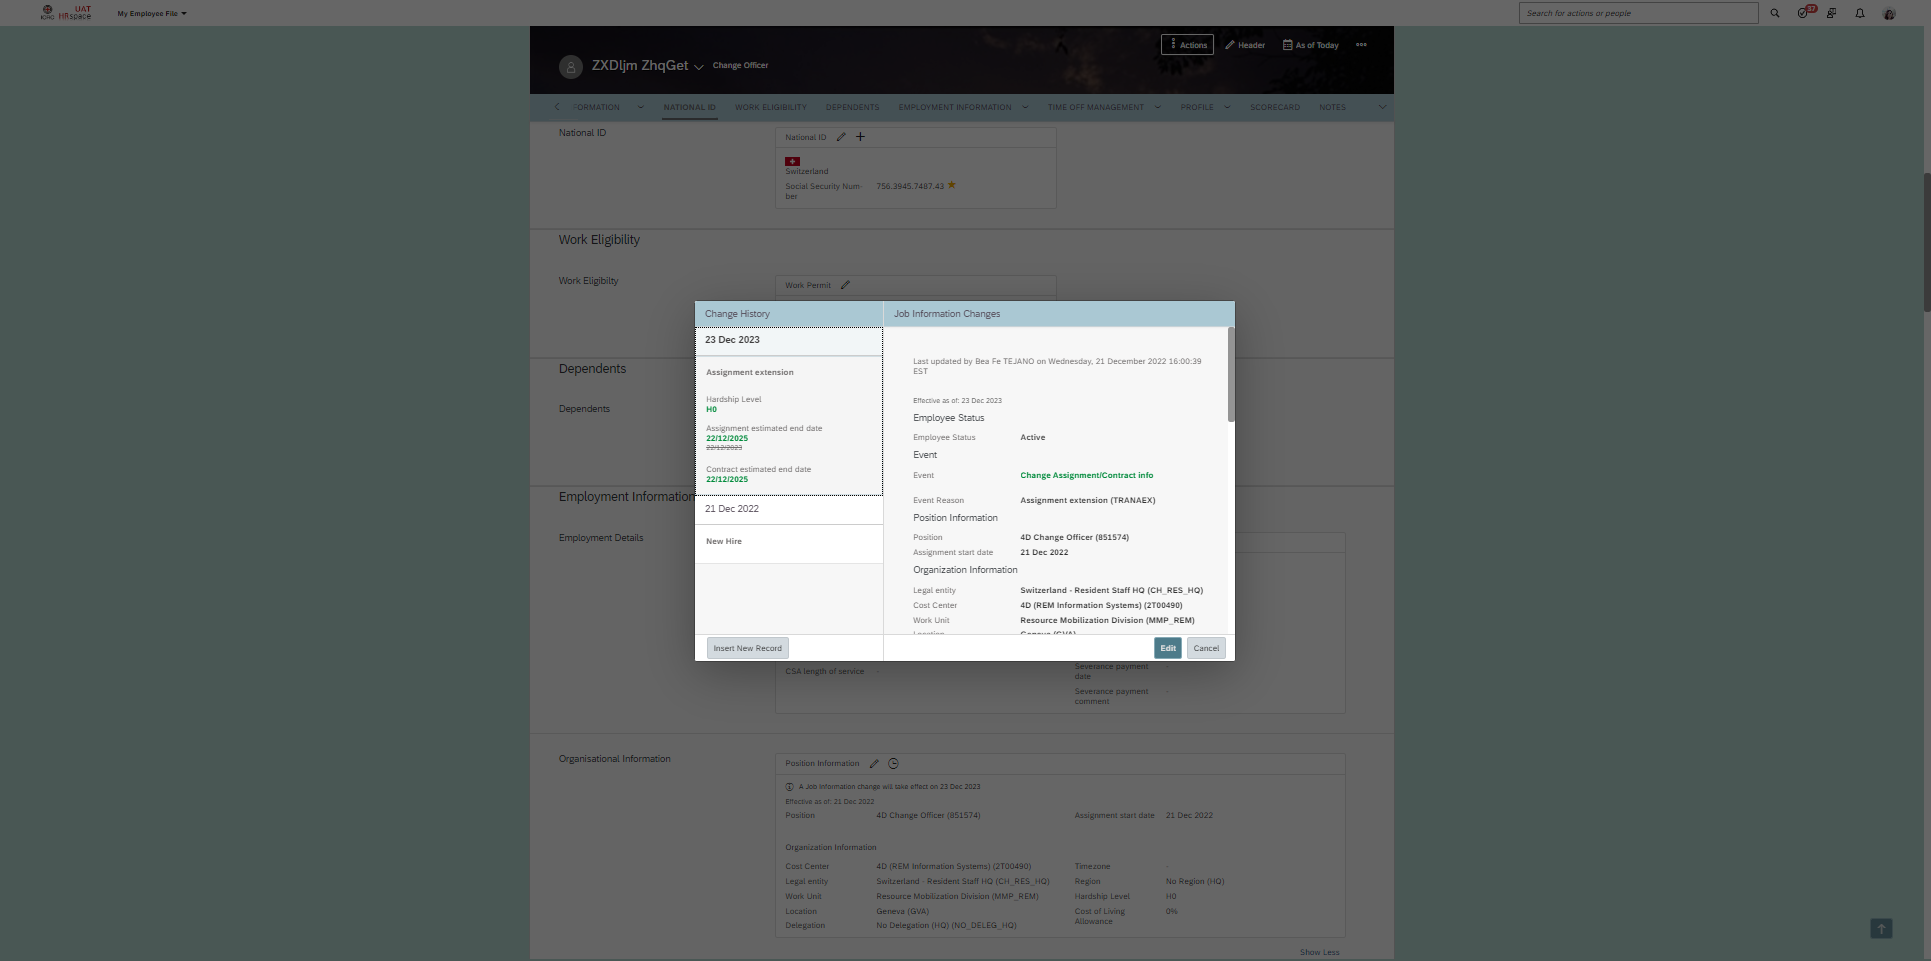 UAT
ICRC HRspace
My Employee File
Search for actions or people
37
Actions
Header
As of Today
ZXDljm ZhqGet
Change Officer
FORMATION
NATIONAL ID
WORK ELIGIBILITY
DEPENDENTS
EMPLOYMENT INFORMATION
TIME OFF MANAGEMENT
PROFILE
SCORECARD
NOTES
National ID
National ID
Switzerland
Social Security Num-
ber
756.3945.7487.43
Work Eligibility
Work Eligibilty
Work Permit
Dependents
Dependents
Employment Information
Employment Details
Change History
23 Dec 2023
Assignment extension
Hardship Level
H0
Assignment estimated end date
22/12/2025
22/12/2023
Contract estimated end date
22/12/2025
21 Dec 2022
New Hire
Insert New Record
Job Information Changes
Last updated by Bea Fe TEJANO on Wednesday, 21 December 2022 16:00:39
EST
Effective as of: 23 Dec 2023
Employee Status
Employee Status Active
Event
Event Change Assignment/Contract info
Event Reason Assignment extension (TRANAEX)
Position Information
Position 4D Change Officer (851574)
Assignment start date 21 Dec 2022
Organization Information
Legal entity Switzerland - Resident Staff HQ (CH_RES_HQ)
Cost Center 4D (REM Information Systems) (2T00490)
Work Unit Resource Mobilization Division (MMP_REM)
Location Geneva (GVA)
Edit
Cancel
CSA length of service -
Severance payment -
date
Severance payment -
comment
Organisational Information
Position Information
A Job Information change will take effect on 23 Dec 2023
Effective as of: 21 Dec 2022
Position 4D Change Officer (851574) Assignment start date 21 Dec 2022
Organization Information
Cost Center 4D (REM Information Systems) (2T00490) Timezone -
Legal entity Switzerland - Resident Staff HQ (CH_RES_HQ) Region No Region (HQ)
Work Unit Resource Mobilization Division (MMP_REM) Hardship Level H0
Location Geneva (GVA) Cost of Living 0%
Allowance
Delegation No Delegation (HQ) (NO_DELEG_HQ)
Show Less